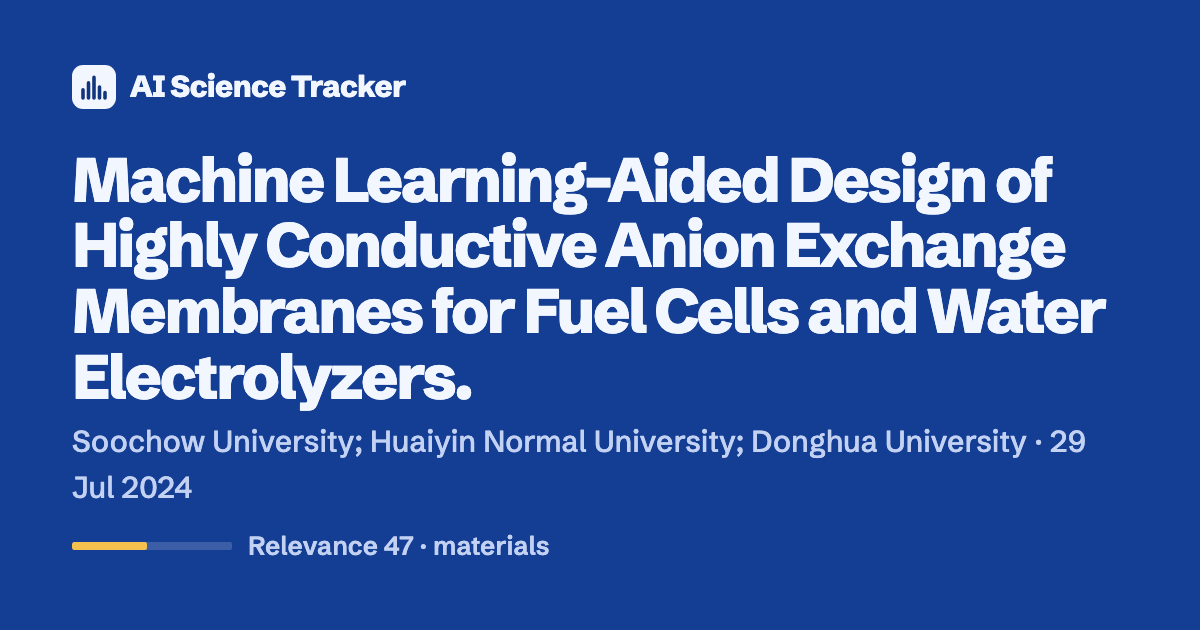 AI Science Tracker
Machine Learning-Aided Design of
Highly Conductive Anion Exchange
Membranes for Fuel Cells and Water
Electrolyzers.
Soochow University; Huaiyin Normal University; Donghua University · 29
Jul 2024
Relevance 47 · materials